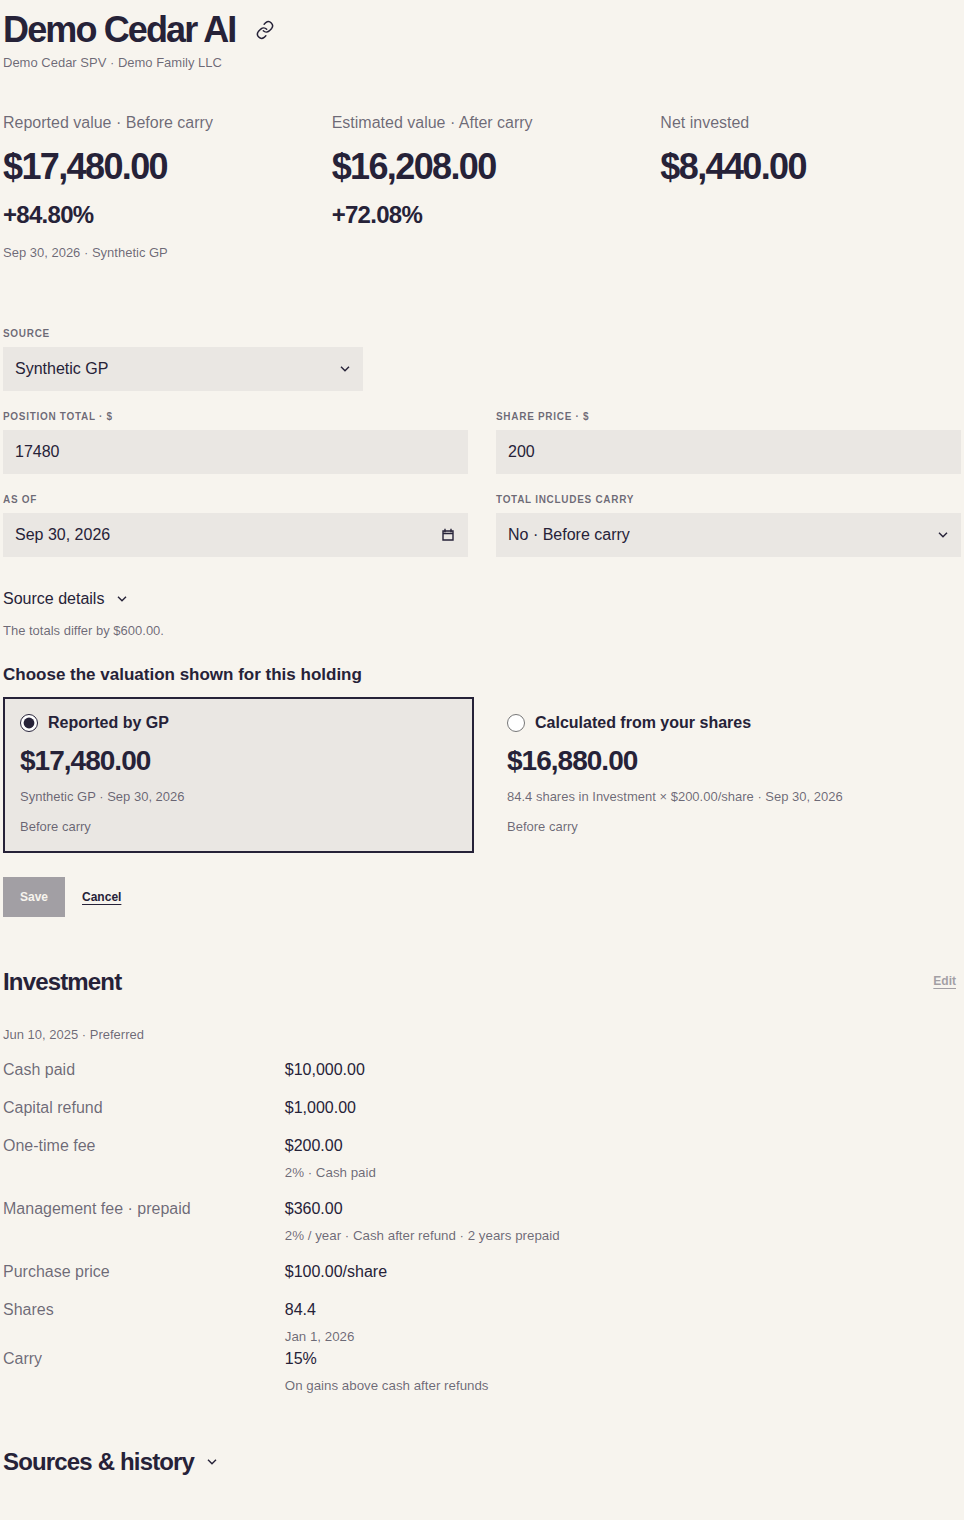 Demo Cedar AI
Demo Cedar SPV · Demo Family LLC
Reported value · Before carry
$17,480.00
+84.80%
Sep 30, 2026 · Synthetic GP
Estimated value · After carry
$16,208.00
+72.08%
Net invested
$8,440.00
SOURCE
Synthetic GP
POSITION TOTAL · $
17480
SHARE PRICE · $
200
AS OF
Sep 30, 2026
TOTAL INCLUDES CARRY
No · Before carry
Source details
The totals differ by $600.00.
Choose the valuation shown for this holding
Reported by GP
$17,480.00
Synthetic GP · Sep 30, 2026
Before carry
Calculated from your shares
$16,880.00
84.4 shares in Investment × $200.00/share · Sep 30, 2026
Before carry
Save
Cancel
Investment
Edit
Jun 10, 2025 · Preferred
Cash paid
$10,000.00
Capital refund
$1,000.00
One-time fee
$200.00
2% · Cash paid
Management fee · prepaid
$360.00
2% / year · Cash after refund · 2 years prepaid
Purchase price
$100.00/share
Shares
84.4
Jan 1, 2026
Carry
15%
On gains above cash after refunds
Sources & history